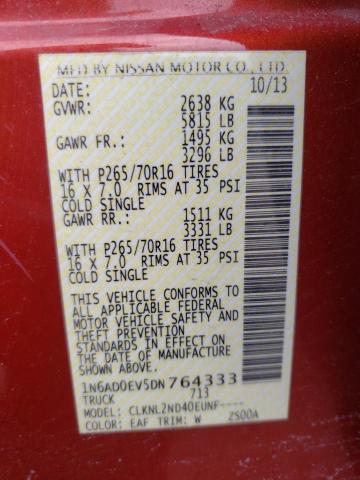 MFD BY NISSAN MOTOR CO., LTD.
DATE: 10/13
GVWR: 2638 KG
5815 LB
GAWR FR: 1495 KG
3296 LB
WITH P265/70R16 TIRES
16 X 7.0 RIMS AT 35 PSI
COLD SINGLE
GAWR RR: 1511 KG
3331 LB
WITH P265/70R16 TIRES
16 X 7.0 RIMS AT 35 PSI
COLD SINGLE
THIS VEHICLE CONFORMS TO
ALL APPLICABLE FEDERAL
MOTOR VEHICLE SAFETY AND
THEFT PREVENTION
STANDARDS IN EFFECT ON
THE DATE OF MANUFACTURE
SHOWN ABOVE.
1N6AD0EV5DN764333
TRUCK 713
MODEL: CLKNL2ND40EUNF----
COLOR: EAF TRIM: W 2S00A